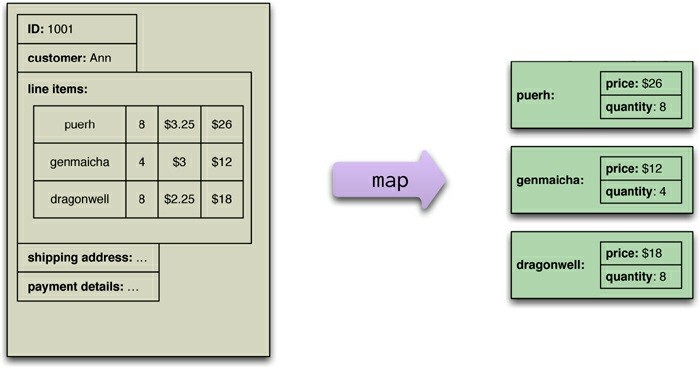 ID: 1001
customer: Ann
line items:
puerh 8 $3.25 $26
genmaicha 4 $3 $12
dragonwell 8 $2.25 $18
shipping address: ...
payment details: ...
map
puerh:
price: $26
quantity: 8
genmaicha:
price: $12
quantity: 4
dragonwell:
price: $18
quantity: 8